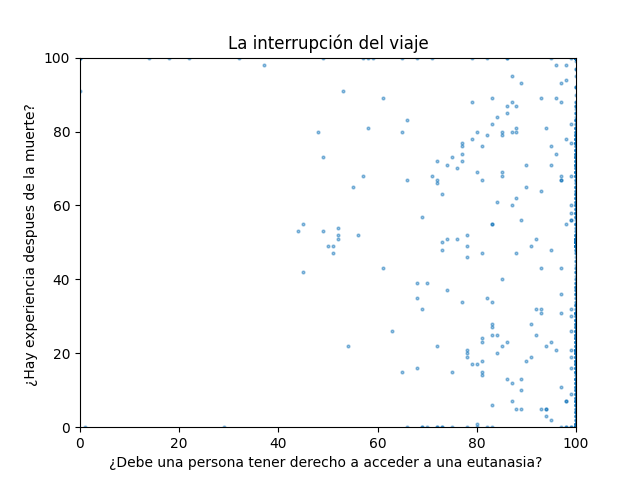 La interrupción del viaje
100
80
60
40
20
0
¿Hay experiencia despues de la muerte?
0 20 40 60 80 100
¿Debe una persona tener derecho a acceder a una eutanasia?